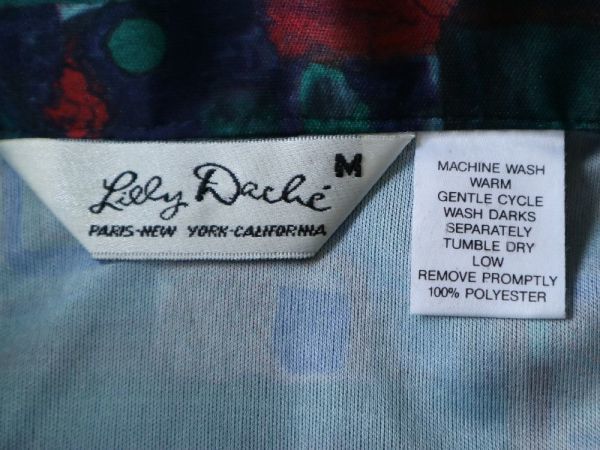 M
Lilly Daché
PARIS-NEW YORK-CALIFORNIA
MACHINE WASH
WARM
GENTLE CYCLE
WASH DARKS
SEPARATELY
TUMBLE DRY
LOW
REMOVE PROMPTLY
100% POLYESTER